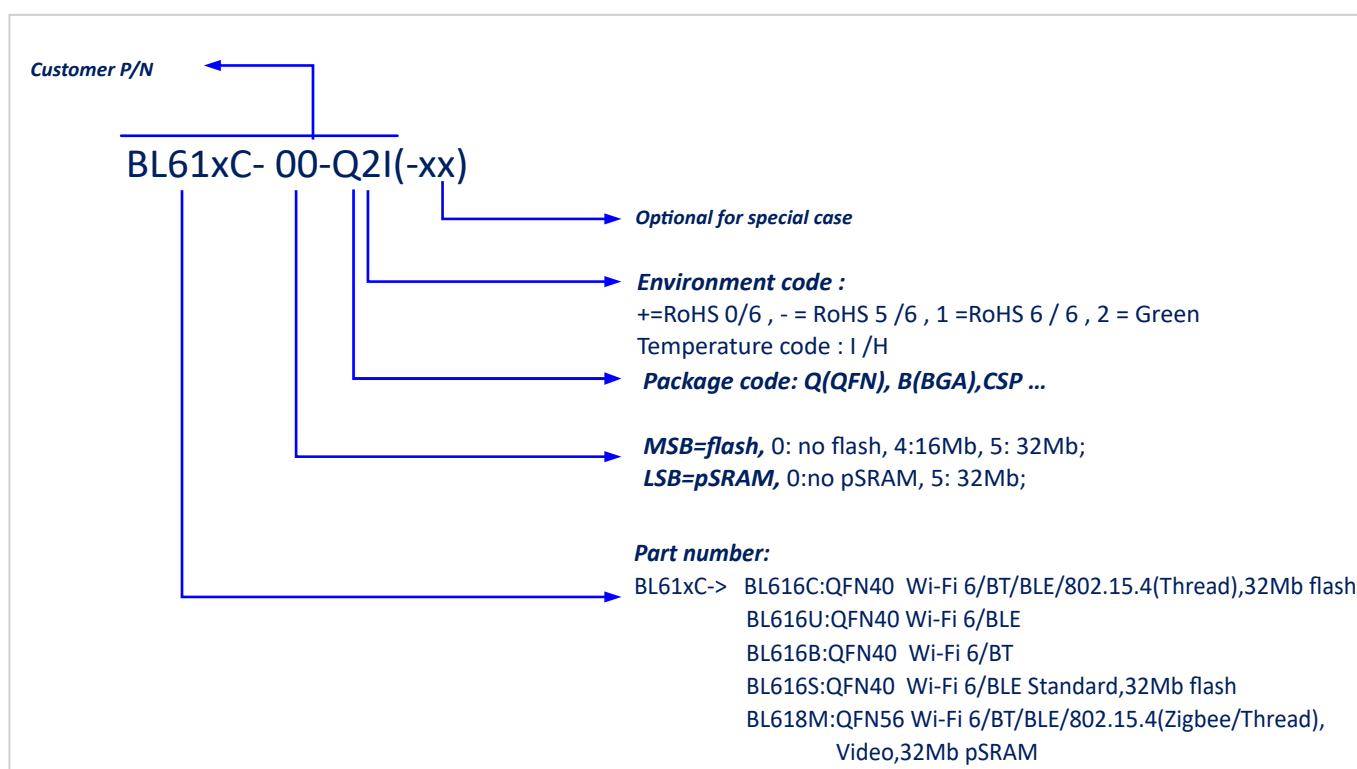 Customer P/N
BL61xC- 00-Q2I(-xx)
Optional for special case
Environment code :
+=RoHS 0/6 , - = RoHS 5 /6 , 1 =RoHS 6 / 6 , 2 = Green
Temperature code : I /H
Package code: Q(QFN), B(BGA),CSP ...
MSB=flash, 0: no flash, 4:16Mb, 5: 32Mb;
LSB=pSRAM, 0:no pSRAM, 5: 32Mb;
Part number:
BL61xC-> BL616C:QFN40 Wi-Fi 6/BT/BLE/802.15.4(Thread),32Mb flash
BL616U:QFN40 Wi-Fi 6/BLE
BL616B:QFN40 Wi-Fi 6/BT
BL616S:QFN40 Wi-Fi 6/BLE Standard,32Mb flash
BL618M:QFN56 Wi-Fi 6/BT/BLE/802.15.4(Zigbee/Thread),
Video,32Mb pSRAM